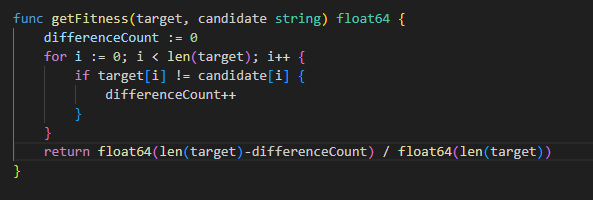 func getFitness(target, candidate string) float64 {
    differenceCount := 0
    for i := 0; i < len(target); i++ {
        if target[i] != candidate[i] {
            differenceCount++
        }
    }
    return float64(len(target)-differenceCount) / float64(len(target))
}